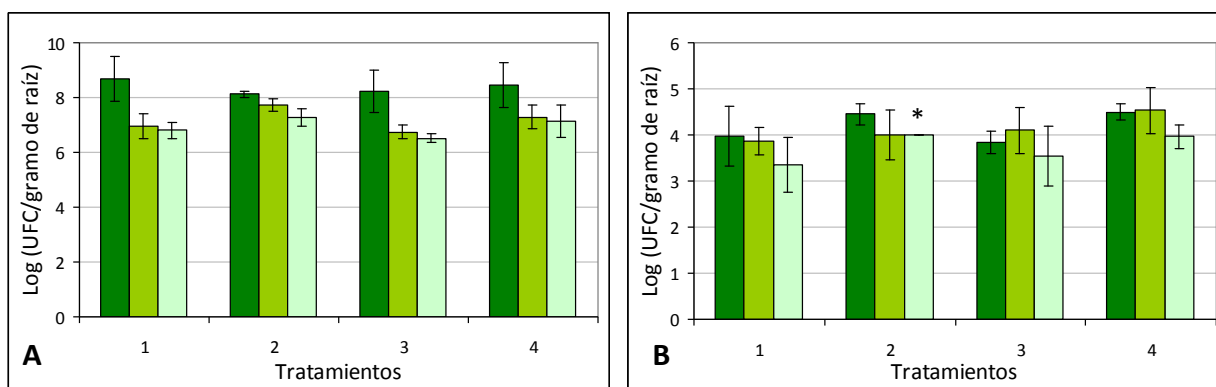 Log (UFC/gramo de raíz)
10
8
6
4
2
0
1 2 3 4
Tratamientos
A
Log (UFC/gramo de raíz)
6
5
4
3
2
1
0
*
1 2 3 4
Tratamientos
B